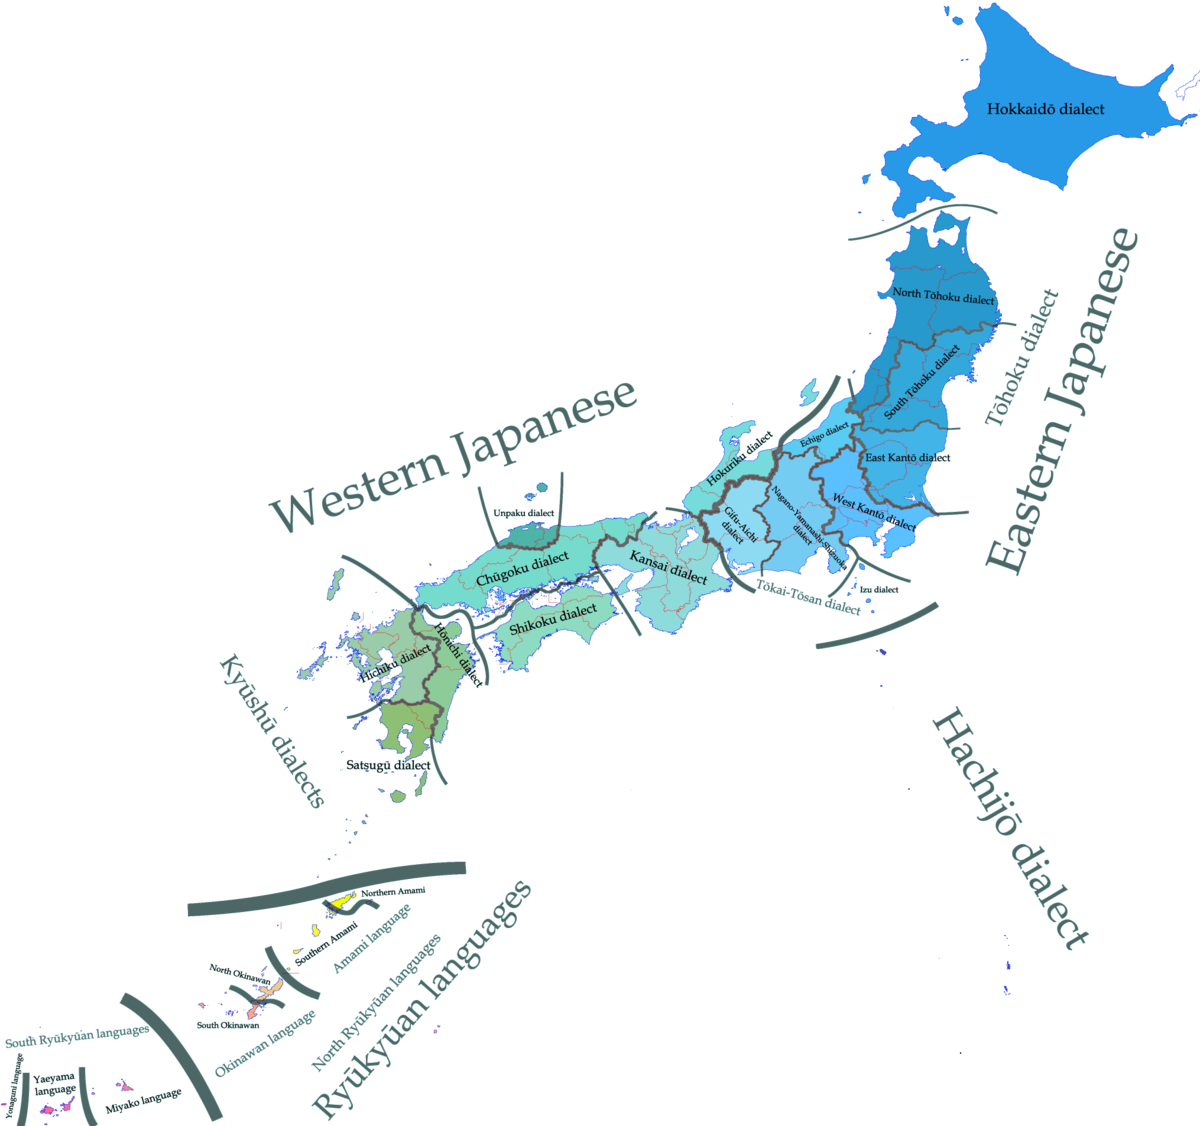 Hokkaidō dialect
North Tōhoku dialect
South Tōhoku dialect
Tōhoku dialect
Eastern Japanese
East Kantō dialect
West Kantō dialect
Echigo dialect
Nagano-Yamanashi-Shizuoka
dialect
Gifu-Aichi
dialect
Tōkai-Tōsan dialect
Izu dialect
Hachijō dialect
Western Japanese
Hokuriku dialect
Kansai dialect
Unpaku dialect
Chūgoku dialect
Shikoku dialect
Hōnichi dialect
Hichiku dialect
Satsugū dialect
Kyūshū dialects
Northern Amami
Southern Amami
Amami language
North Okinawan
South Okinawan
Okinawan language
North Ryūkyūan languages
Ryūkyūan languages
South Ryūkyūan languages
Miyako language
Yaeyama
language
Yonaguni language